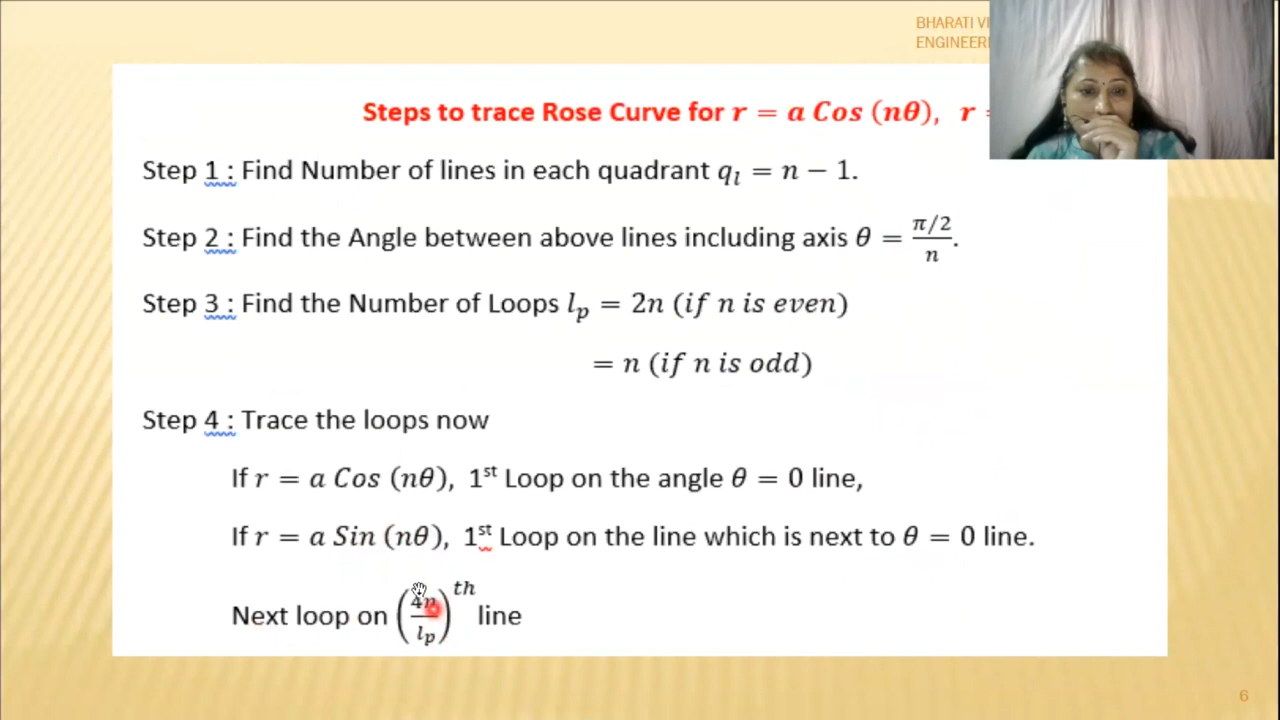 BHARATI
ENGINEERI
Steps to trace Rose Curve for r = a Cos (nθ), r =
Step 1 : Find Number of lines in each quadrant qₗ = n − 1.
Step 2 : Find the Angle between above lines including axis θ = (π/2)/n.
Step 3 : Find the Number of Loops lₚ = 2n (if n is even)
= n (if n is odd)
Step 4 : Trace the loops now
If r = a Cos (nθ), 1st Loop on the angle θ = 0 line,
If r = a Sin (nθ), 1st Loop on the line which is next to θ = 0 line.
Next loop on (4n/lₚ)th line
6